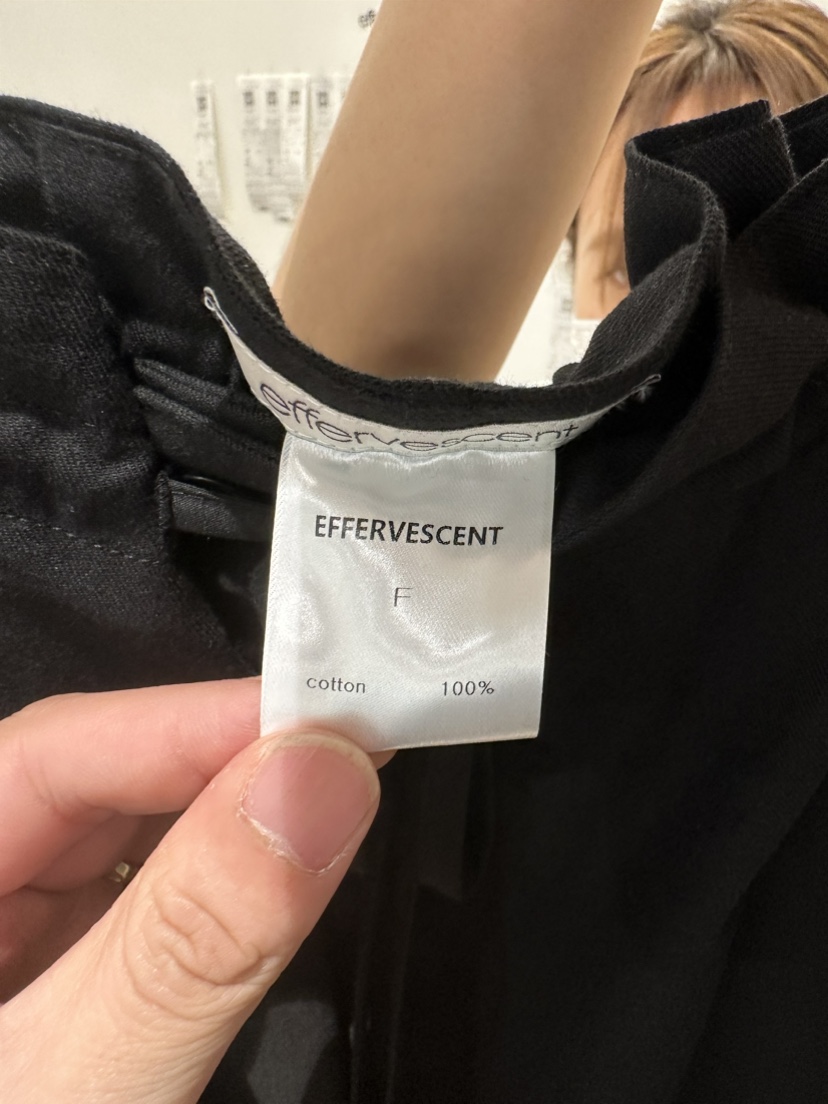 effervescent
EFFERVESCENT
F
cotton 100%